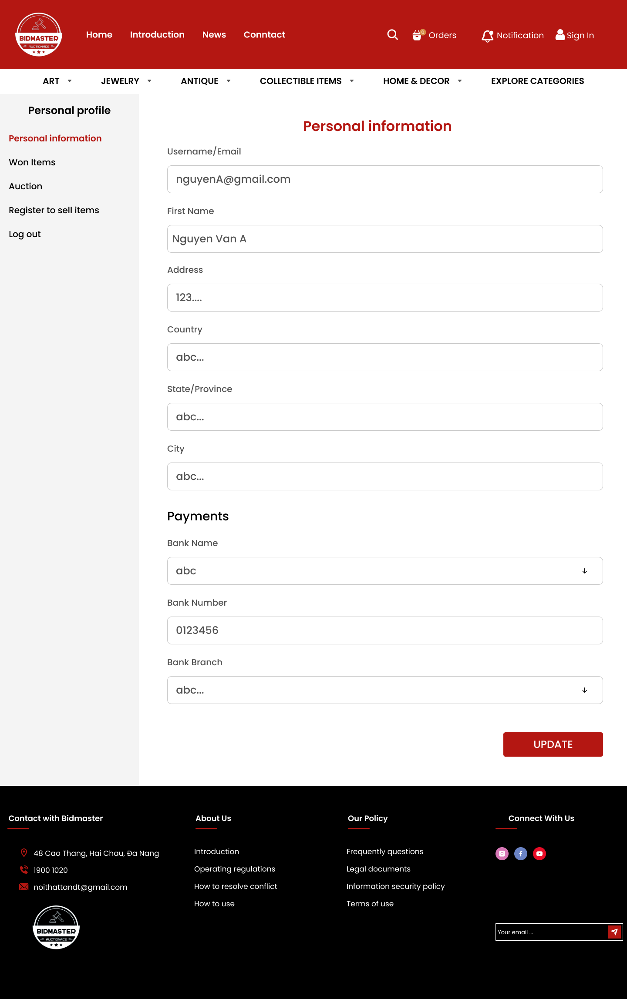 BIDMASTER
AUCTIONACE
Home Introduction News Conntact
0 Orders Notification Sign In
ART JEWELRY ANTIQUE COLLECTIBLE ITEMS HOME & DECOR EXPLORE CATEGORIES
Personal profile
Personal information
Won Items
Auction
Register to sell items
Log out
Personal information
Username/Email
nguyenA@gmail.com
First Name
Nguyen Van A
Address
123....
Country
abc...
State/Province
abc...
City
abc...
Payments
Bank Name
abc
Bank Number
0123456
Bank Branch
abc...
UPDATE
Contact with Bidmaster
48 Cao Thang, Hai Chau, Đa Nang
1900 1020
noithattandt@gmail.com
BIDMASTER
AUCTIONACE
About Us
Introduction
Operating regulations
How to resolve conflict
How to use
Our Policy
Frequently questions
Legal documents
Information security policy
Terms of use
Connect With Us
Your email ...